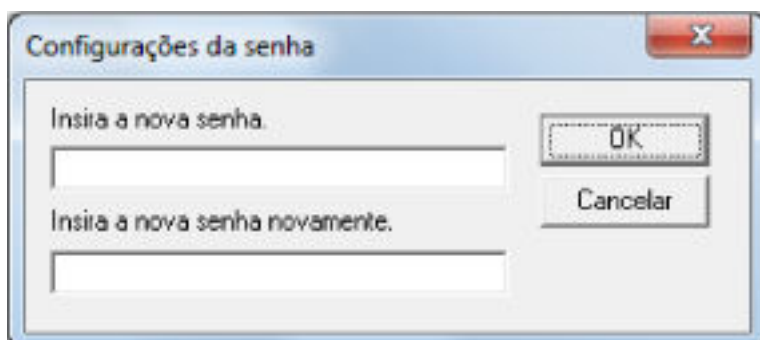 Configurações da senha
Insira a nova senha.
OK
Cancelar
Insira a nova senha novamente.